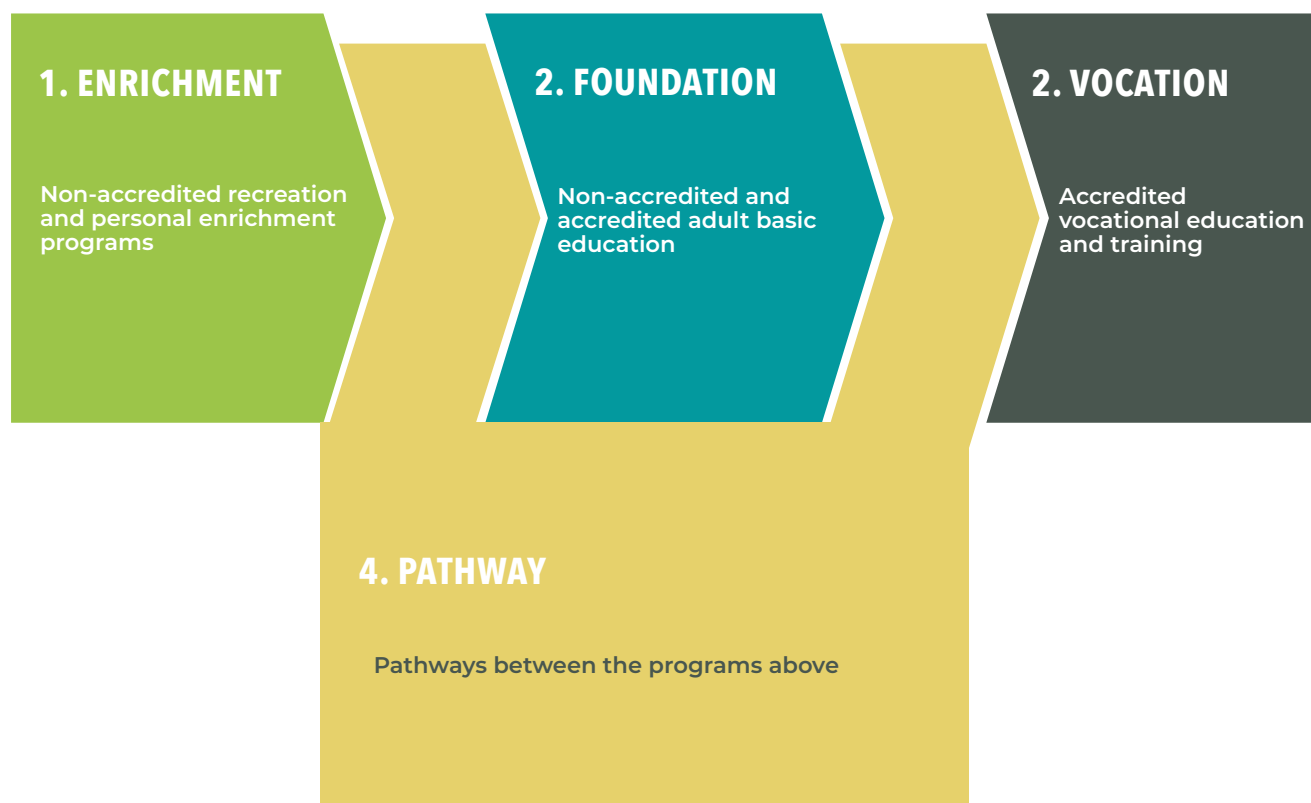 1. ENRICHMENT
Non-accredited recreation
and personal enrichment
programs
2. FOUNDATION
Non-accredited and
accredited adult basic
education
2. VOCATION
Accredited
vocational education
and training
4. PATHWAY
Pathways between the programs above